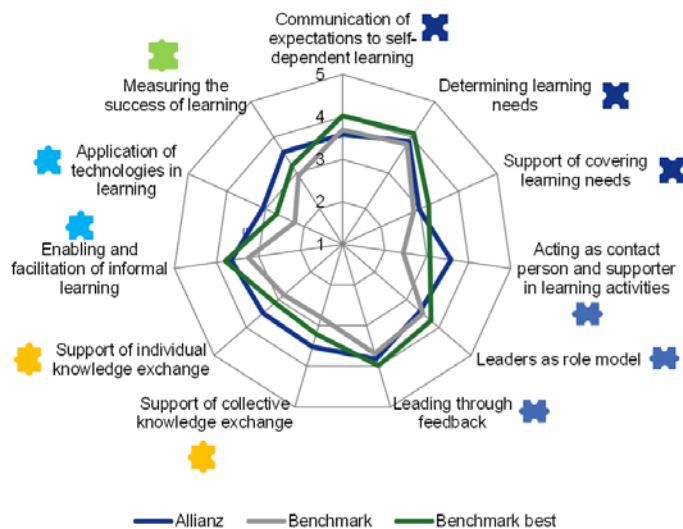 Communication of
expectations to self-
dependent learning
Determining learning
needs
Support of covering
learning needs
Acting as contact
person and supporter
in learning activities
Leaders as role model
Leading through
feedback
Support of collective
knowledge exchange
Support of individual
knowledge exchange
Enabling and
facilitation of informal
learning
Application of
technologies in
learning
Measuring the
success of learning
5
4
3
2
1
Allianz
Benchmark
Benchmark best